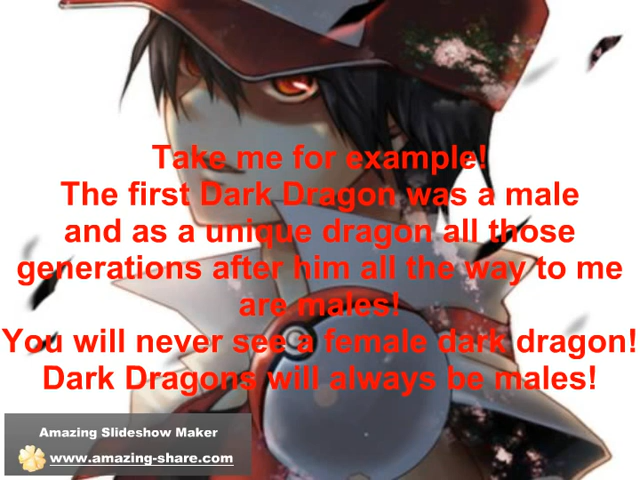 Take me for example!
The first Dark Dragon was a male
and as a unique dragon all those
generations after him all the way to me
are males!
You will never see a female dark dragon!
Dark Dragons will always be males!
Amazing Slideshow Maker
www.amazing-share.com